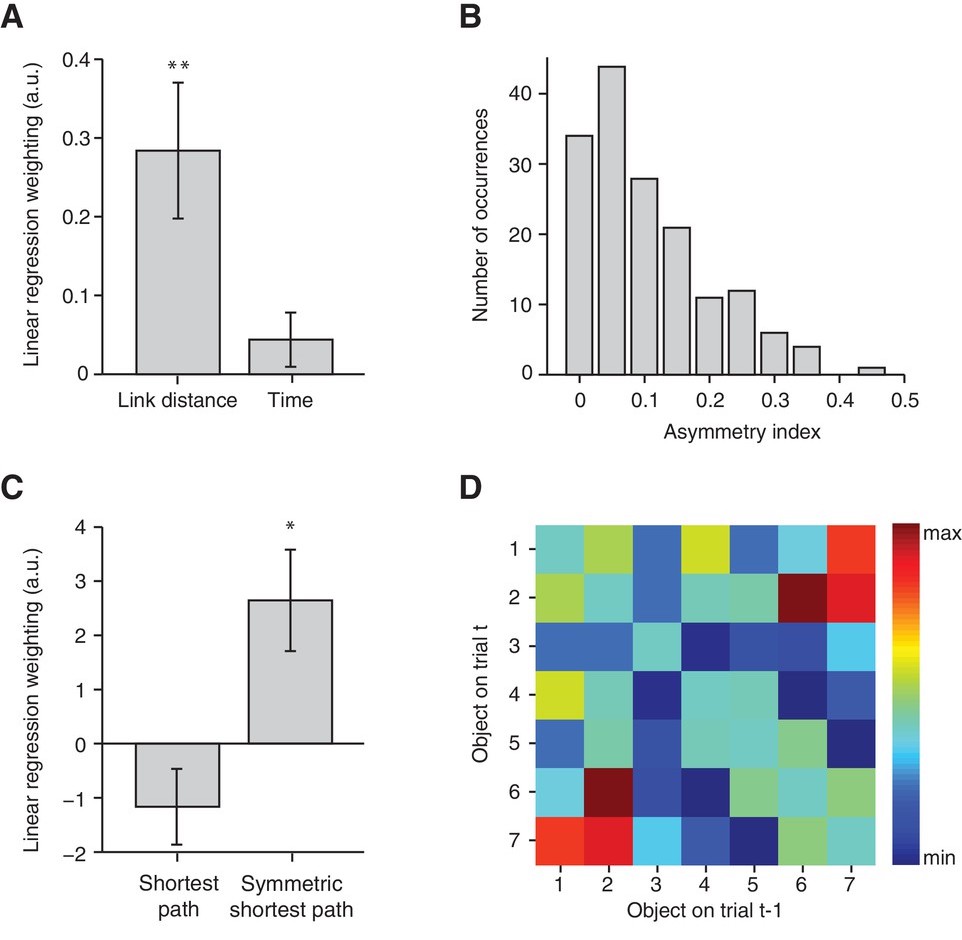 A
Linear regression weighting (a.u.)
0.4
0.3
0.2
0.1
0
**
Link distance
Time
B
Number of occurrences
40
30
20
10
0
0
0.1
0.2
0.3
0.4
0.5
Asymmetry index
C
Linear regression weighting (a.u.)
4
3
2
1
0
−1
−2
*
Shortest
path
Symmetric
shortest path
D
Object on trial t
1
2
3
4
5
6
7
1
2
3
4
5
6
7
Object on trial t-1
max
min